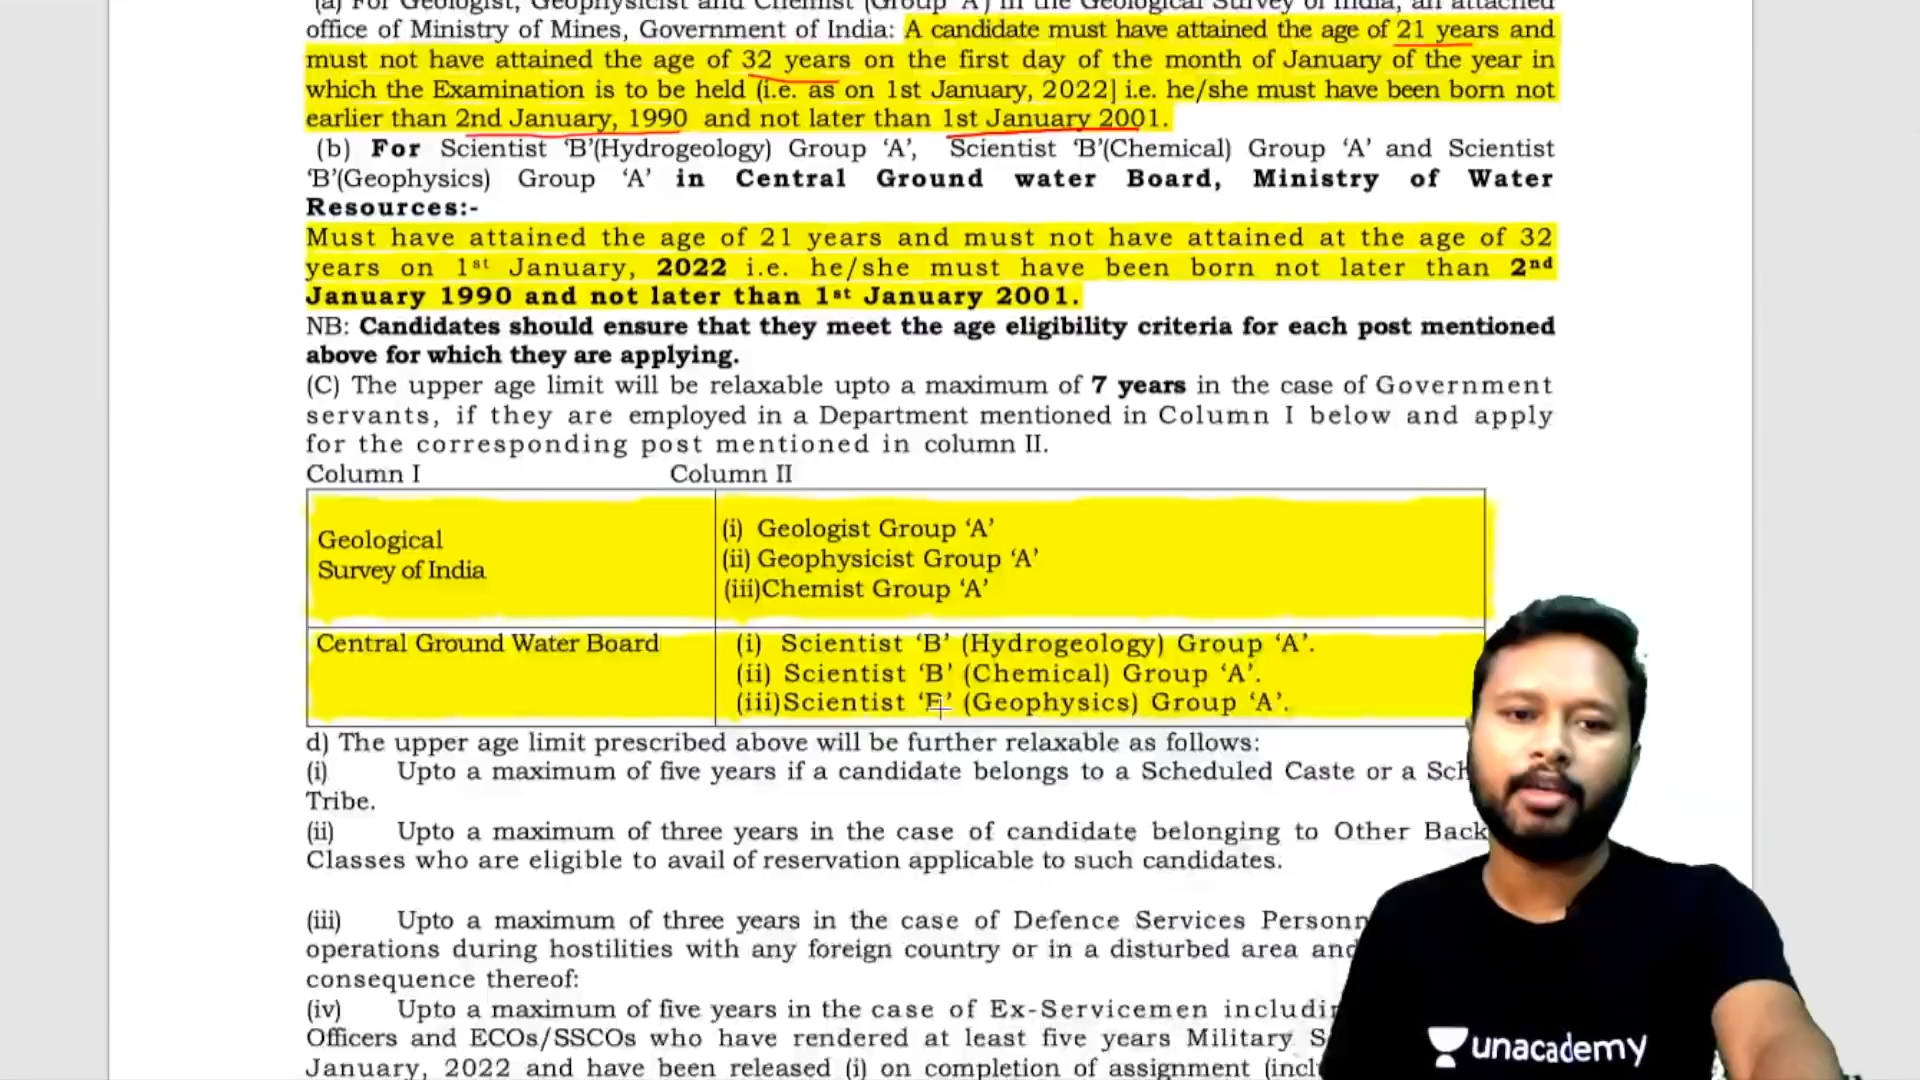 (a) For Geologist, Geophysicist and Chemist (Group 'A') in the Geological Survey of India, an attached
office of Ministry of Mines, Government of India: A candidate must have attained the age of 21 years and
must not have attained the age of 32 years on the first day of the month of January of the year in
which the Examination is to be held (i.e. as on 1st January, 2022] i.e. he/she must have been born not
earlier than 2nd January, 1990 and not later than 1st January 2001.
(b) For Scientist 'B'(Hydrogeology) Group 'A', Scientist 'B'(Chemical) Group 'A' and Scientist
'B'(Geophysics) Group 'A' in Central Ground water Board, Ministry of Water
Resources:-
Must have attained the age of 21 years and must not have attained at the age of 32
years on 1st January, 2022 i.e. he/she must have been born not later than 2nd
January 1990 and not later than 1st January 2001.
NB: Candidates should ensure that they meet the age eligibility criteria for each post mentioned
above for which they are applying.
(C) The upper age limit will be relaxable upto a maximum of 7 years in the case of Government
servants, if they are employed in a Department mentioned in Column I below and apply
for the corresponding post mentioned in column II.
Column I Column II
Geological
Survey of India
(i) Geologist Group 'A'
(ii) Geophysicist Group 'A'
(iii)Chemist Group 'A'
Central Ground Water Board
(i) Scientist 'B' (Hydrogeology) Group 'A'.
(ii) Scientist 'B' (Chemical) Group 'A'.
(iii)Scientist 'B' (Geophysics) Group 'A'.
d) The upper age limit prescribed above will be further relaxable as follows:
(i) Upto a maximum of five years if a candidate belongs to a Scheduled Caste or a Sch
Tribe.
(ii) Upto a maximum of three years in the case of candidate belonging to Other Back
Classes who are eligible to avail of reservation applicable to such candidates.
(iii) Upto a maximum of three years in the case of Defence Services Personn
operations during hostilities with any foreign country or in a disturbed area and
consequence thereof:
(iv) Upto a maximum of five years in the case of Ex-Servicemen includi
Officers and ECOs/SSCOs who have rendered at least five years Military S
January, 2022 and have been released (i) on completion of assignment (incl
unacademy